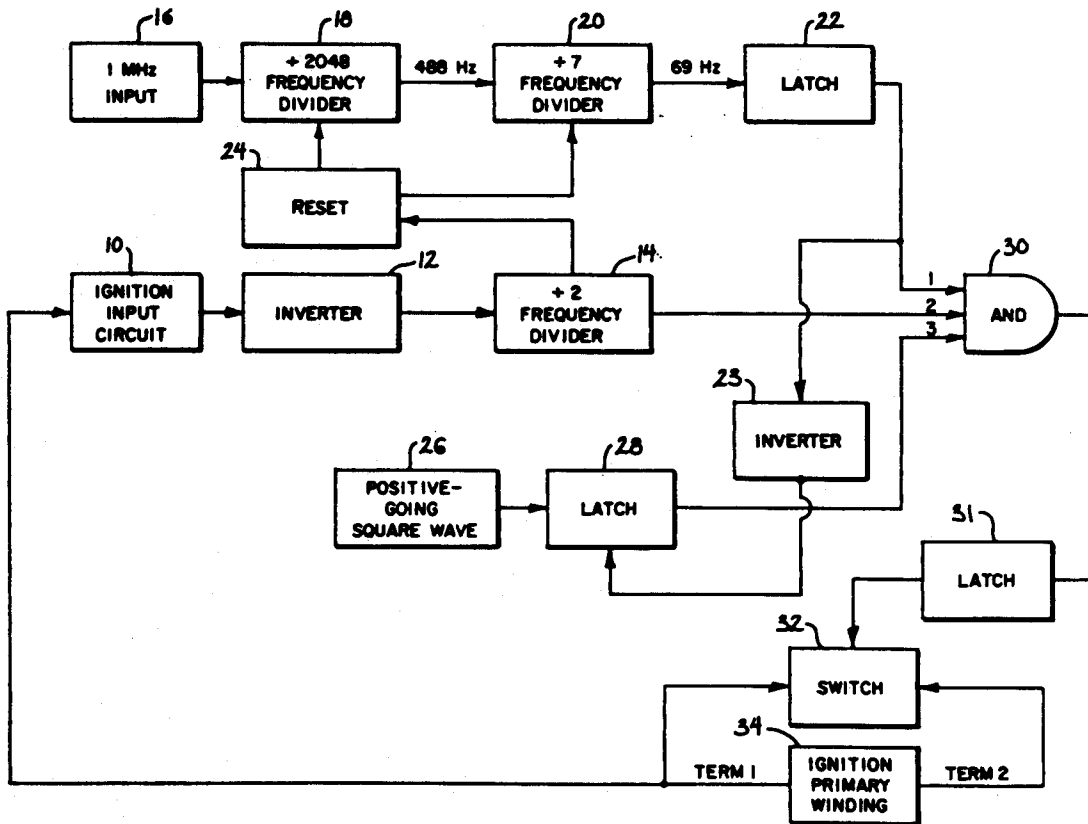 16
1 MHz
INPUT
18
÷ 2048
FREQUENCY
DIVIDER
488 Hz
20
÷ 7
FREQUENCY
DIVIDER
69 Hz
22
LATCH
24
RESET
10
IGNITION
INPUT
CIRCUIT
12
INVERTER
14
÷ 2
FREQUENCY
DIVIDER
1
2
3
30
AND
23
INVERTER
26
POSITIVE-
GOING
SQUARE WAVE
28
LATCH
31
LATCH
32
SWITCH
34
TERM 1
IGNITION
PRIMARY
WINDING
TERM 2